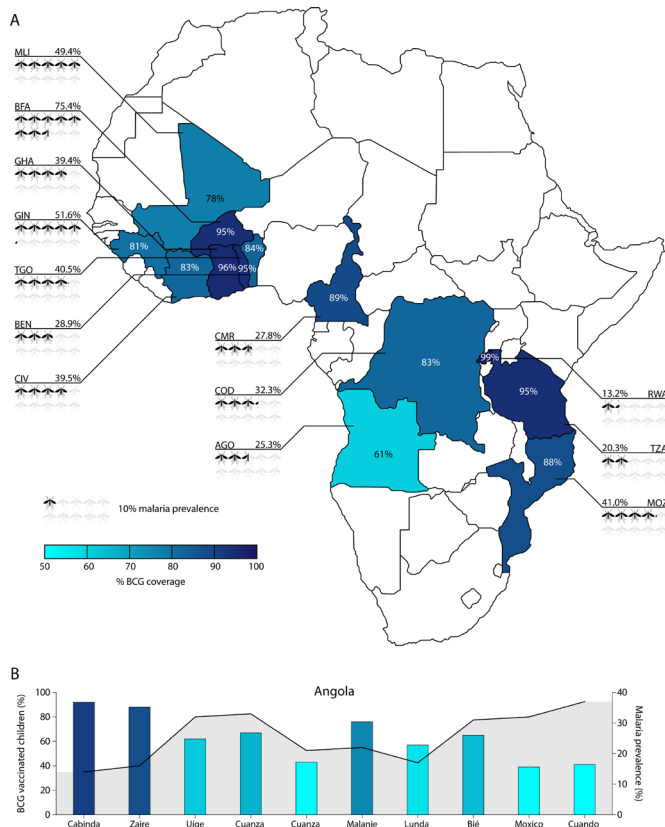 A
MLI 49.4%
BFA 75.4%
GHA 39.4%
GIN 51.6%
TGO 40.5%
BEN 28.9%
CIV 39.5%
78%
95%
81%
84%
83%
96%
95%
89%
CMR 27.8%
COD 32.3%
AGO 25.3%
83%
99%
95%
61%
88%
13.2% RWA
20.3% TZA
41.0% MOZ
10% malaria prevalence
50 60 70 80 90 100
% BCG coverage
B
Angola
BCG vaccinated children (%)
100
80
60
40
20
0
Malaria prevalence (%)
40
30
20
10
0
Cabinda Zaire Uíge Cuanza Cuanza Malanje Lunda Bié Moxico Cuando